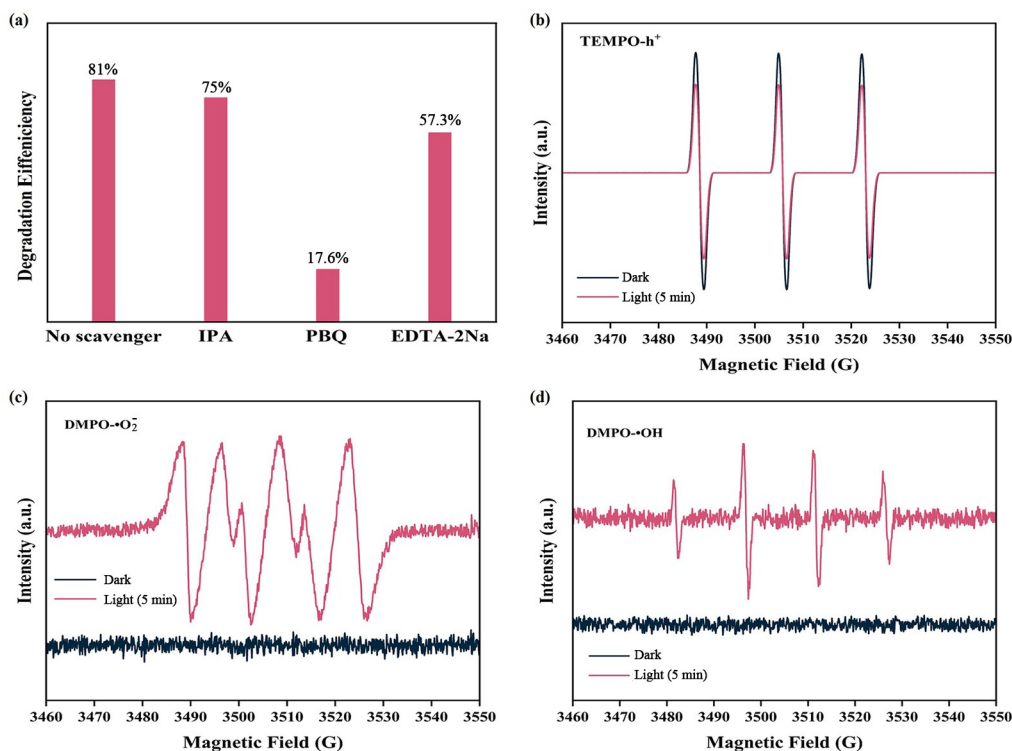 (a)
Degradation Eiffeniciency
81%
75%
17.6%
57.3%
No scavenger IPA PBQ EDTA-2Na
(b)
TEMPO-h⁺
Intensity (a.u.)
Dark
Light (5 min)
3460 3470 3480 3490 3500 3510 3520 3530 3540 3550
Magnetic Field (G)
(c)
DMPO-•O₂⁻
Intensity (a.u.)
Dark
Light (5 min)
3460 3470 3480 3490 3500 3510 3520 3530 3540 3550
Magnetic Field (G)
(d)
DMPO-•OH
Intensity (a.u.)
Dark
Light (5 min)
3460 3470 3480 3490 3500 3510 3520 3530 3540 3550
Magnetic Field (G)